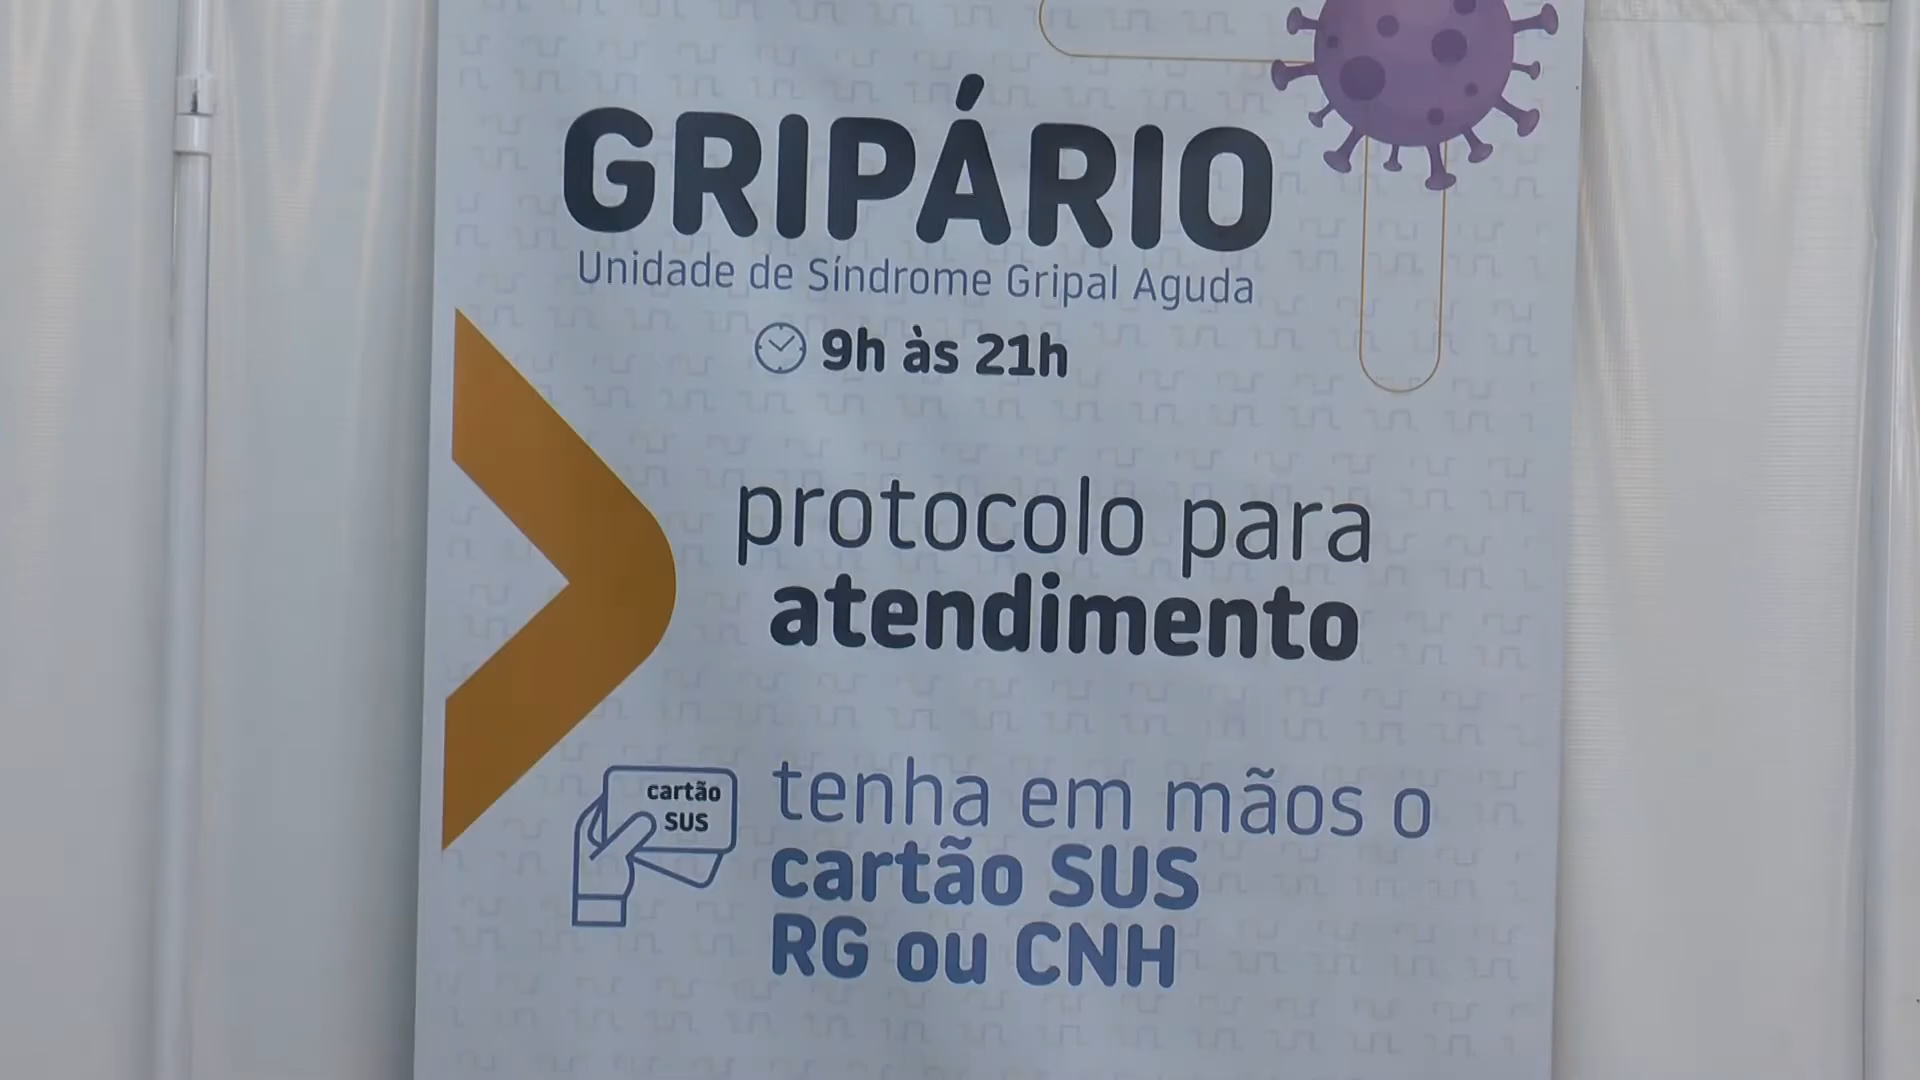 GRIPÁRIO
Unidade de Síndrome Gripal Aguda
9h às 21h
protocolo para
atendimento
cartão
SUS
tenha em mãos o
cartão SUS
RG ou CNH